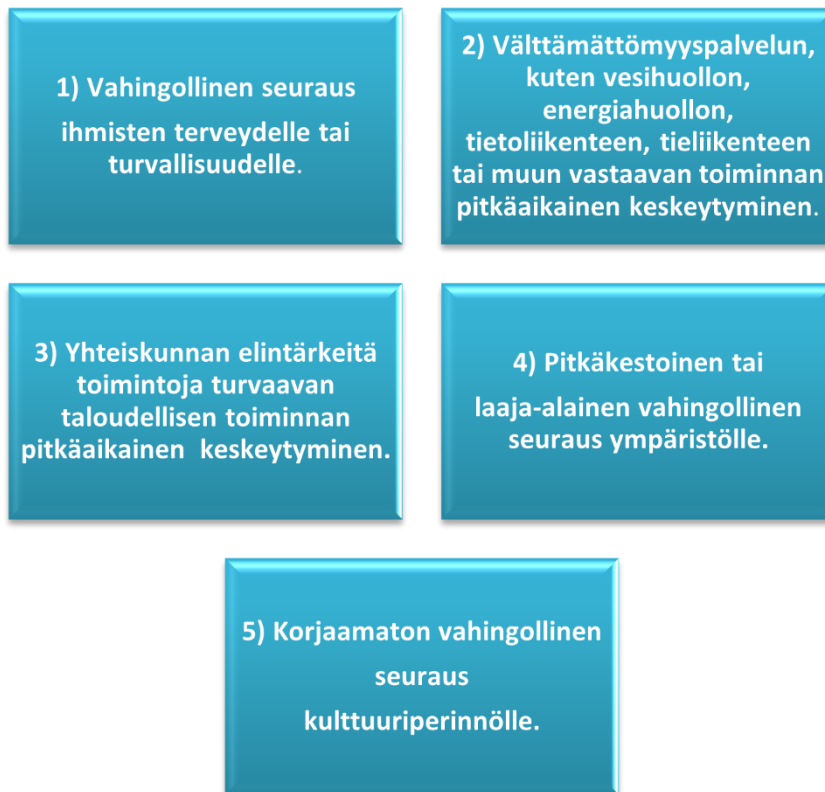 1) Vahingollinen seuraus
ihmisten terveydelle tai
turvallisuudelle.
2) Välttämättömyyspalvelun,
kuten vesihuollon,
energiahuollon,
tietoliikenteen, tieliikenteen
tai muun vastaavan toiminnan
pitkäaikainen keskeytyminen.
3) Yhteiskunnan elintärkeitä
toimintoja turvaavan
taloudellisen toiminnan
pitkäaikainen keskeytyminen.
4) Pitkäkestoinen tai
laaja-alainen vahingollinen
seuraus ympäristölle.
5) Korjaamaton vahingollinen
seuraus
kulttuuriperinnölle.